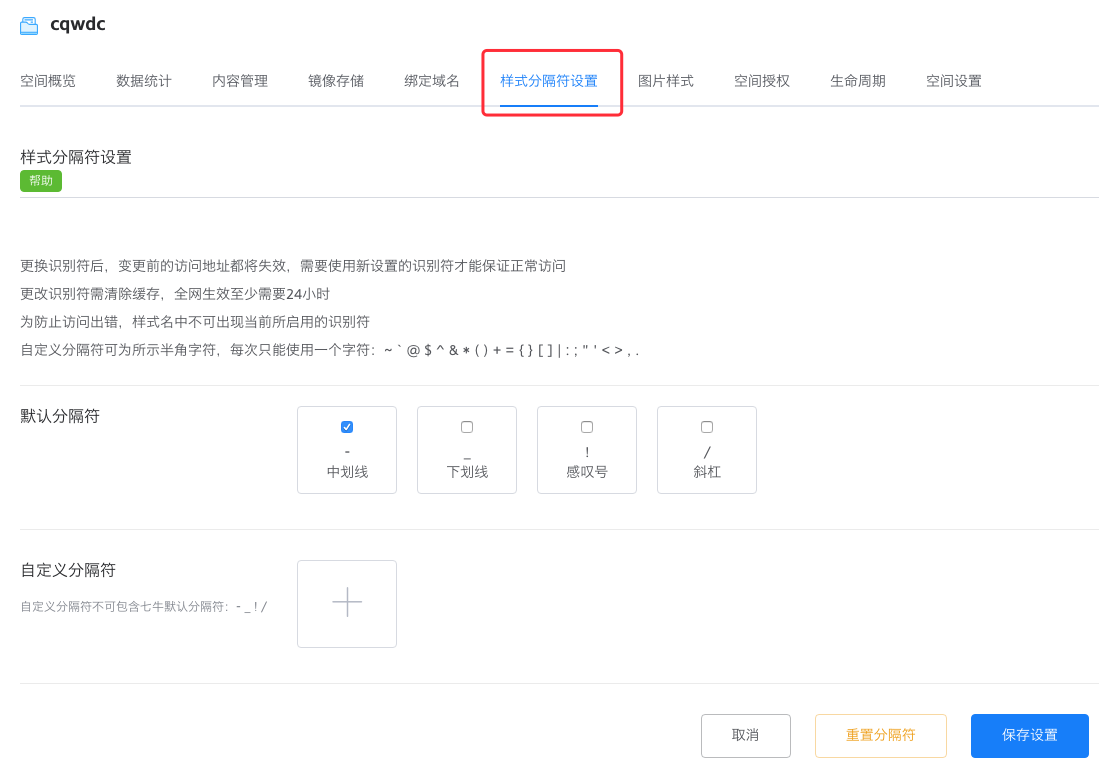 cqwdc
空间概览 数据统计 内容管理 镜像存储 绑定域名 样式分隔符设置 图片样式 空间授权 生命周期 空间设置
样式分隔符设置
帮助
更换识别符后，变更前的访问地址都将失效，需要使用新设置的识别符才能保证正常访问
更改识别符需清除缓存，全网生效至少需要24小时
为防止访问出错，样式名中不可出现当前所启用的识别符
自定义分隔符可为所示半角字符，每次只能使用一个字符：~ ` @ $ ^ & * ( ) + = { } [ ] | : ; " ' < > , .
默认分隔符
- _ ! /
中划线 下划线 感叹号 斜杠
自定义分隔符
自定义分隔符不可包含七牛默认分隔符：- _ ! /
取消 重置分隔符 保存设置